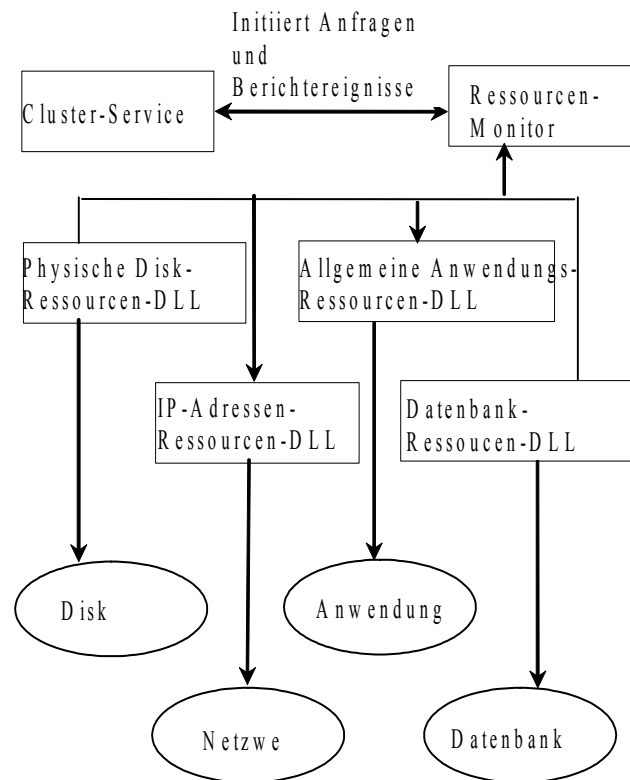 Initiiert Anfragen
und
Berichtereignisse
Cluster-Service
Ressourcen-
Monitor
Physische Disk-
Ressourcen-DLL
Allgemeine Anwendungs-
Ressourcen-DLL
IP-Adressen-
Ressourcen-DLL
Datenbank-
Ressoucen-DLL
Disk
Anwendung
Netzwe
Datenbank